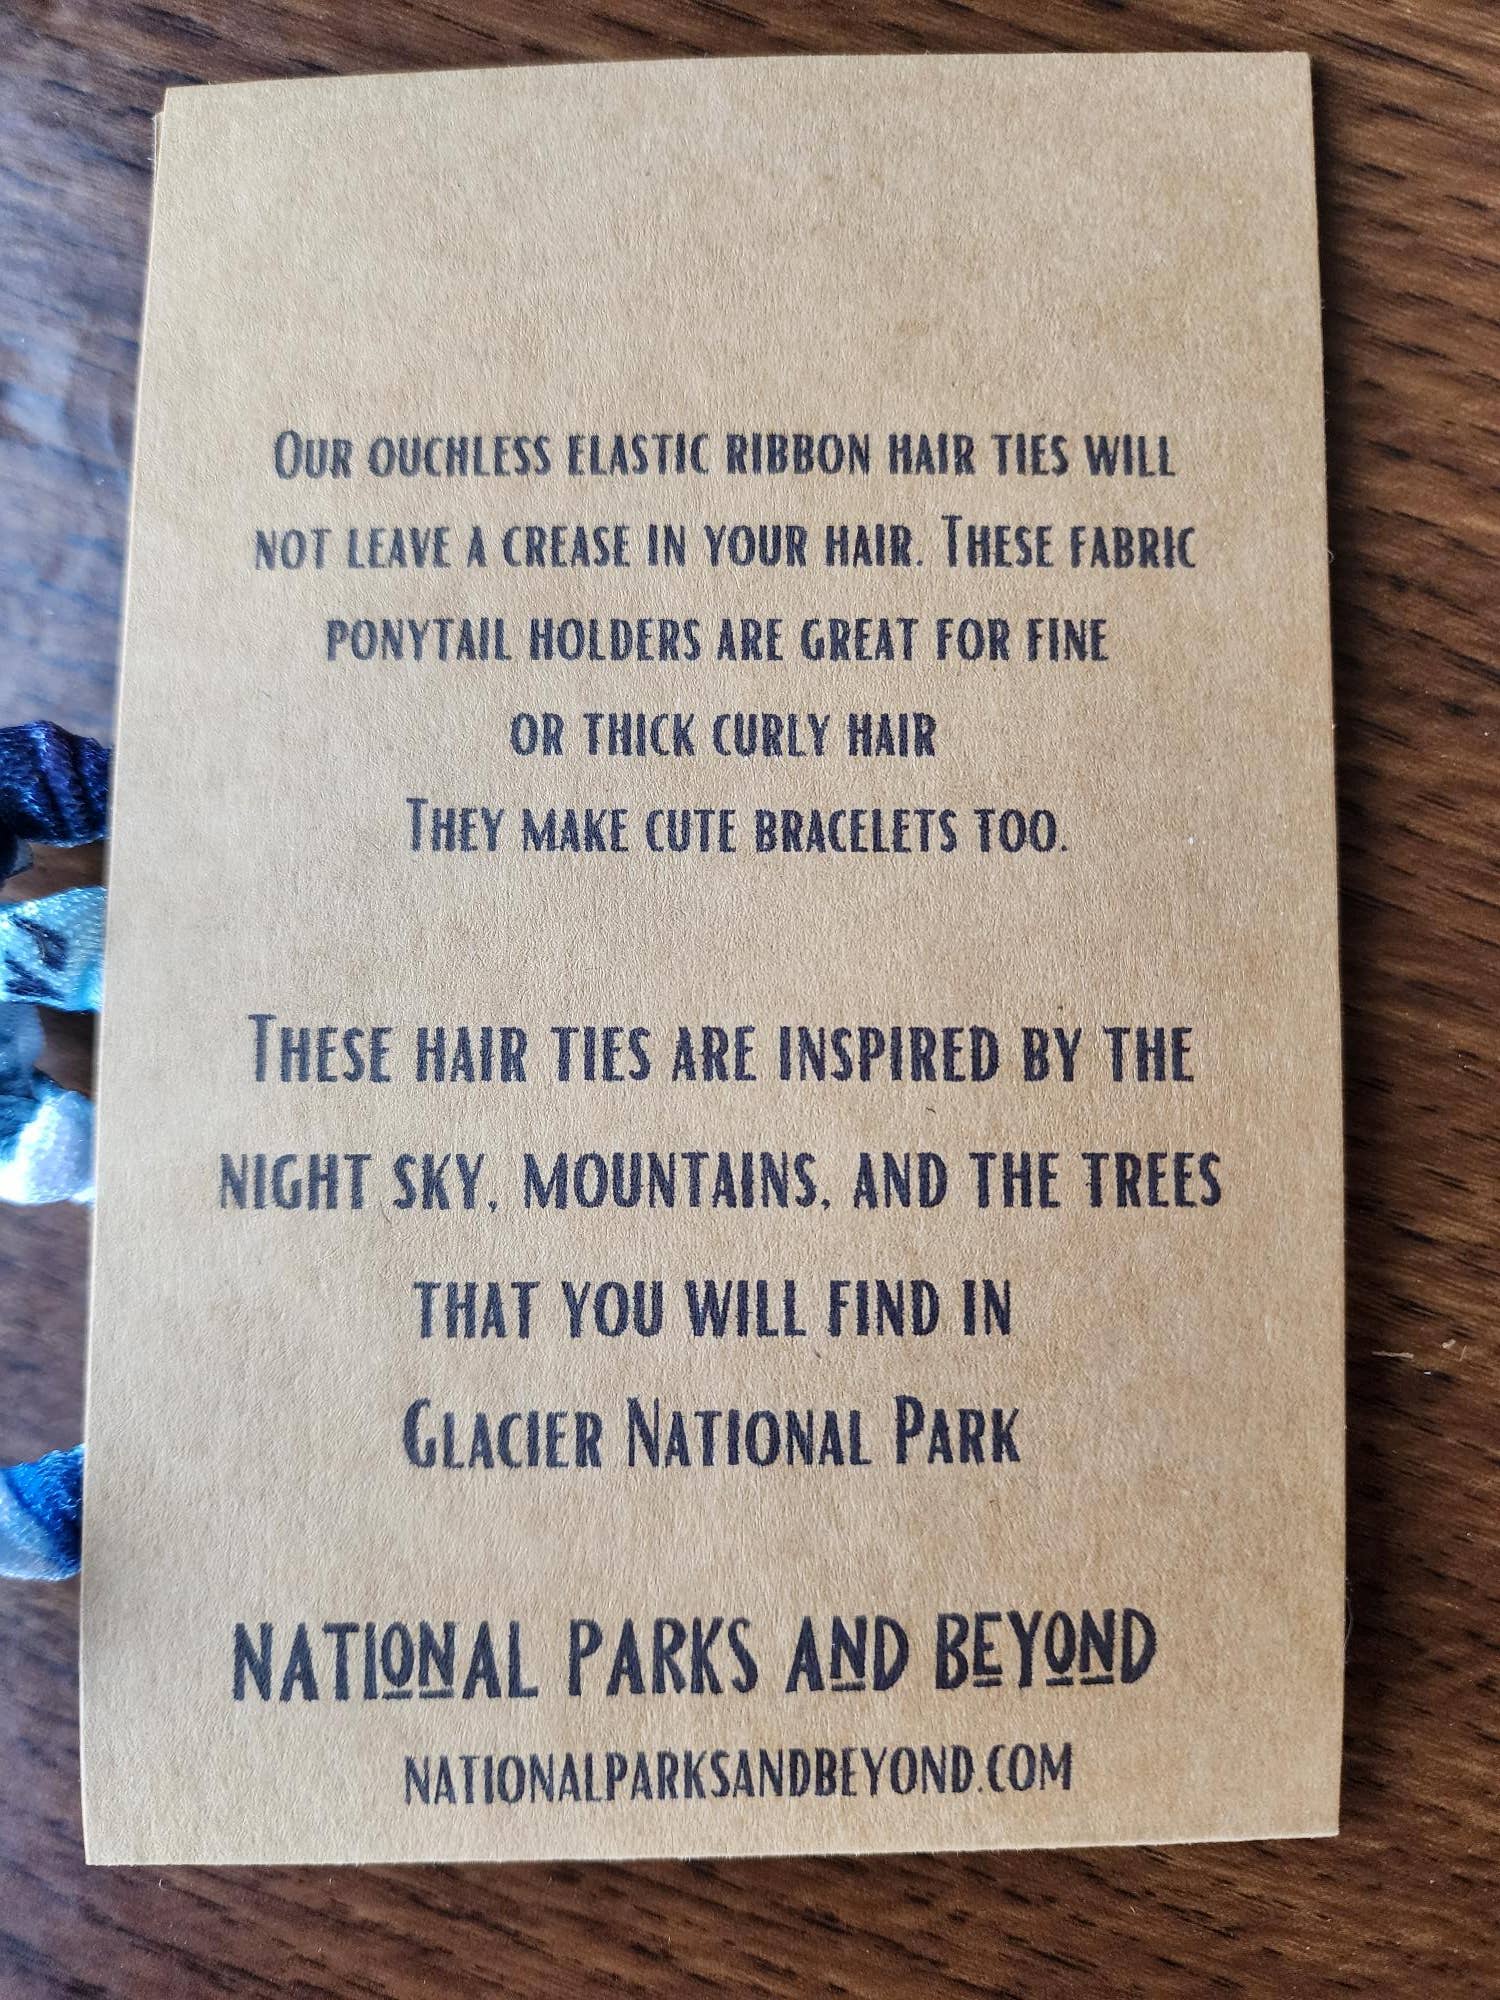 Our ouchless elastic ribbon hair ties will
not leave a crease in your hair. These fabric
ponytail holders are great for fine
or thick curly hair
They make cute bracelets too.
These hair ties are inspired by the
night sky, mountains, and the trees
that you will find in
Glacier National Park
National Parks and Beyond
nationalparksandbeyond.com